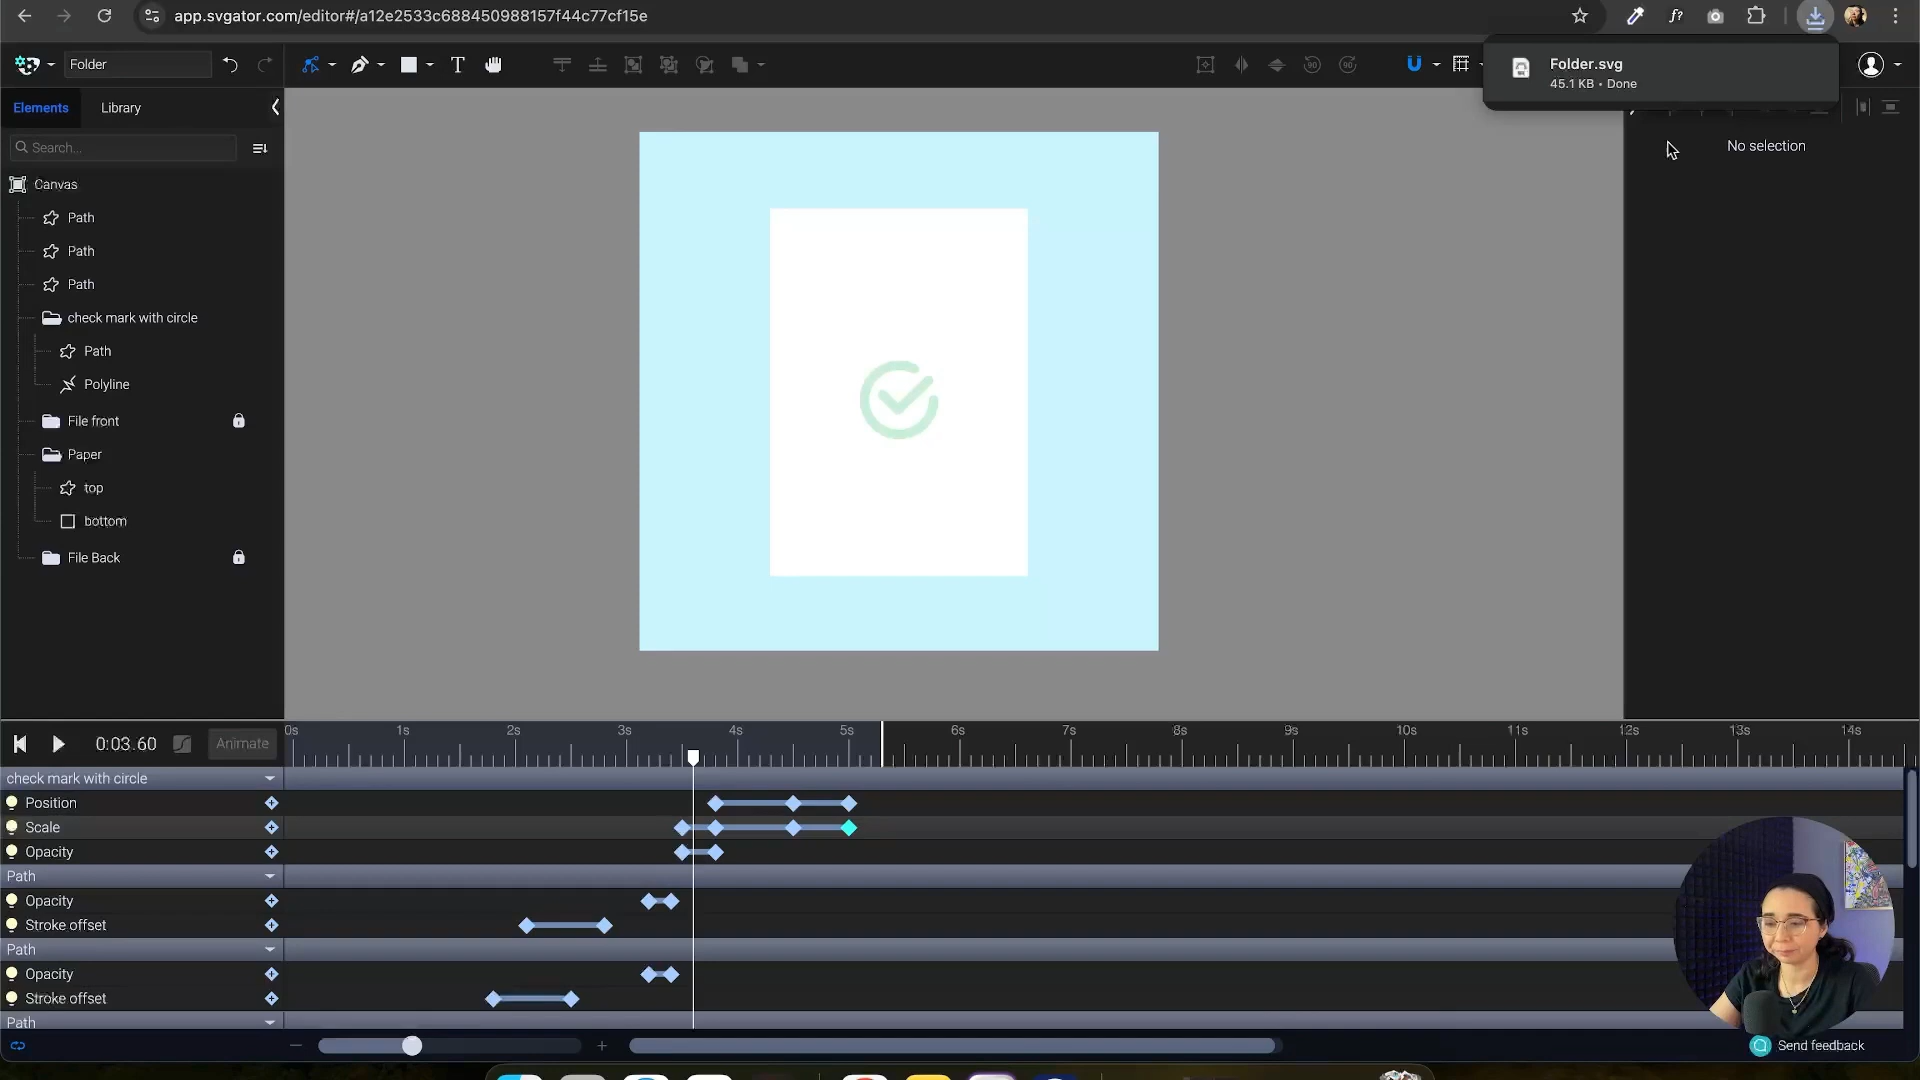 app.svgator.com/editor#/a12e2533c688450988157f44c77cf15e
f?
Folder
T
90
90
Folder.svg
45.1 KB • Done
Elements
Library
Search...
No selection
Canvas
Path
Path
Path
check mark with circle
Path
Polyline
File front
Paper
top
bottom
File Back
0:03.60
Animate
0s 1s 2s 3s 4s 5s 6s 7s 8s 9s 10s 11s 12s 13s 14s
check mark with circle
Position
Scale
Opacity
Path
Opacity
Stroke offset
Path
Opacity
Stroke offset
Path
Send feedback